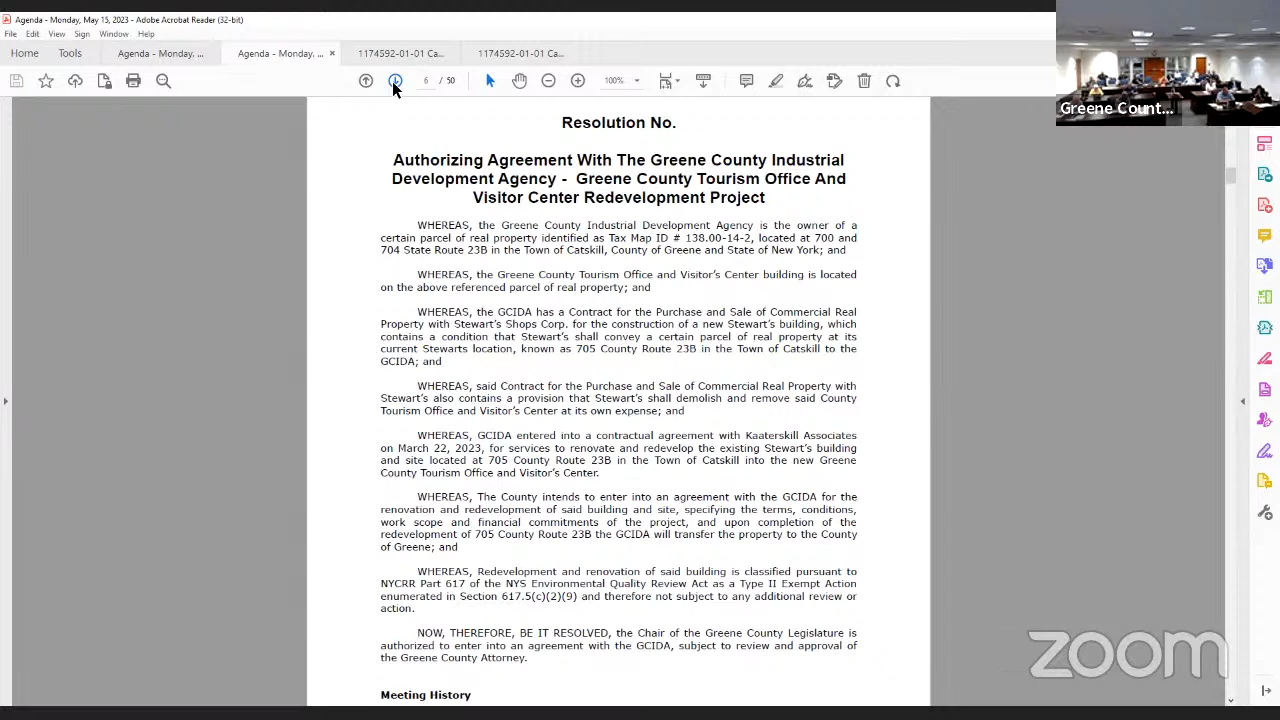 Agenda - Monday, May 15, 2023 - Adobe Acrobat Reader (32-bit)
File Edit View Sign Window Help
Home Tools Agenda - Monday, ... Agenda - Monday, ... × 1174592-01-01 Ca... 1174592-01-01 Ca...
6 / 50 100%
Greene Count...
Resolution No.
Authorizing Agreement With The Greene County Industrial
Development Agency - Greene County Tourism Office And
Visitor Center Redevelopment Project
WHEREAS, the Greene County Industrial Development Agency is the owner of a
certain parcel of real property identified as Tax Map ID # 138.00-14-2, located at 700 and
704 State Route 23B in the Town of Catskill, County of Greene and State of New York; and
WHEREAS, the Greene County Tourism Office and Visitor's Center building is located
on the above referenced parcel of real property; and
WHEREAS, the GCIDA has a Contract for the Purchase and Sale of Commercial Real
Property with Stewart's Shops Corp. for the construction of a new Stewart's building, which
contains a condition that Stewart's shall convey a certain parcel of real property at its
current Stewarts location, known as 705 County Route 23B in the Town of Catskill to the
GCIDA; and
WHEREAS, said Contract for the Purchase and Sale of Commercial Real Property with
Stewart's also contains a provision that Stewart's shall demolish and remove said County
Tourism Office and Visitor's Center at its own expense; and
WHEREAS, GCIDA entered into a contractual agreement with Kaaterskill Associates
on March 22, 2023, for services to renovate and redevelop the existing Stewart's building
and site located at 705 County Route 23B in the Town of Catskill into the new Greene
County Tourism Office and Visitor's Center.
WHEREAS, The County intends to enter into an agreement with the GCIDA for the
renovation and redevelopment of said building and site, specifying the terms, conditions,
work scope and financial commitments of the project, and upon completion of the
redevelopment of 705 County Route 23B the GCIDA will transfer the property to the County
of Greene; and
WHEREAS, Redevelopment and renovation of said building is classified pursuant to
NYCRR Part 617 of the NYS Environmental Quality Review Act as a Type II Exempt Action
enumerated in Section 617.5(c)(2)(9) and therefore not subject to any additional review or
action.
NOW, THEREFORE, BE IT RESOLVED, the Chair of the Greene County Legislature is
authorized to enter into an agreement with the GCIDA, subject to review and approval of
the Greene County Attorney.
Meeting History
zoom